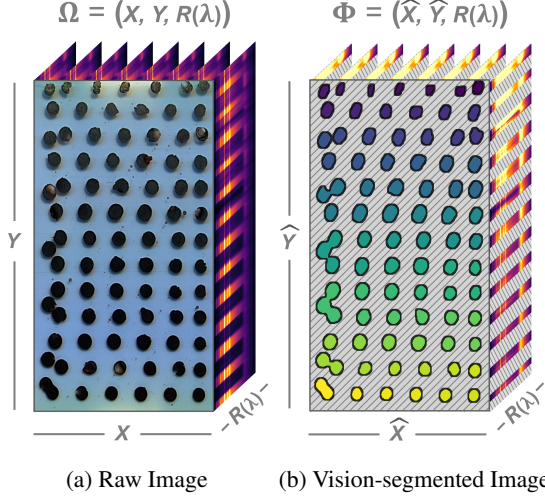 Ω = (X, Y, R(λ))
Φ = (X̂, Ŷ, R(λ))
Y
Ŷ
X
R(λ)
X̂
R(λ)
(a) Raw Image
(b) Vision-segmented Image